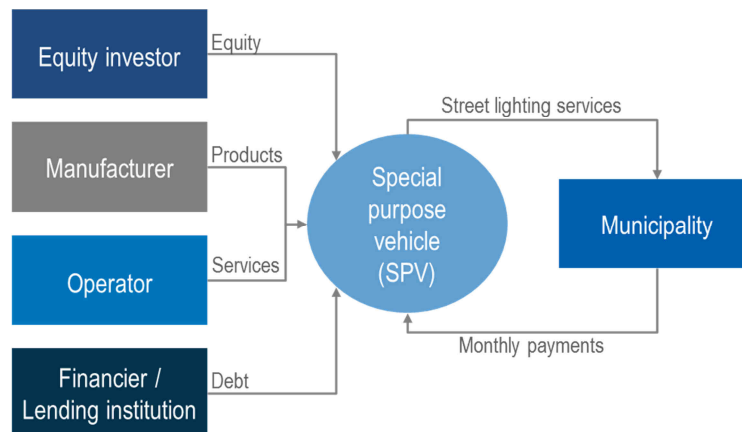 Equity investor
Equity
Manufacturer
Products
Operator
Services
Financier /
Lending institution
Debt
Special
purpose
vehicle
(SPV)
Street lighting services
Municipality
Monthly payments